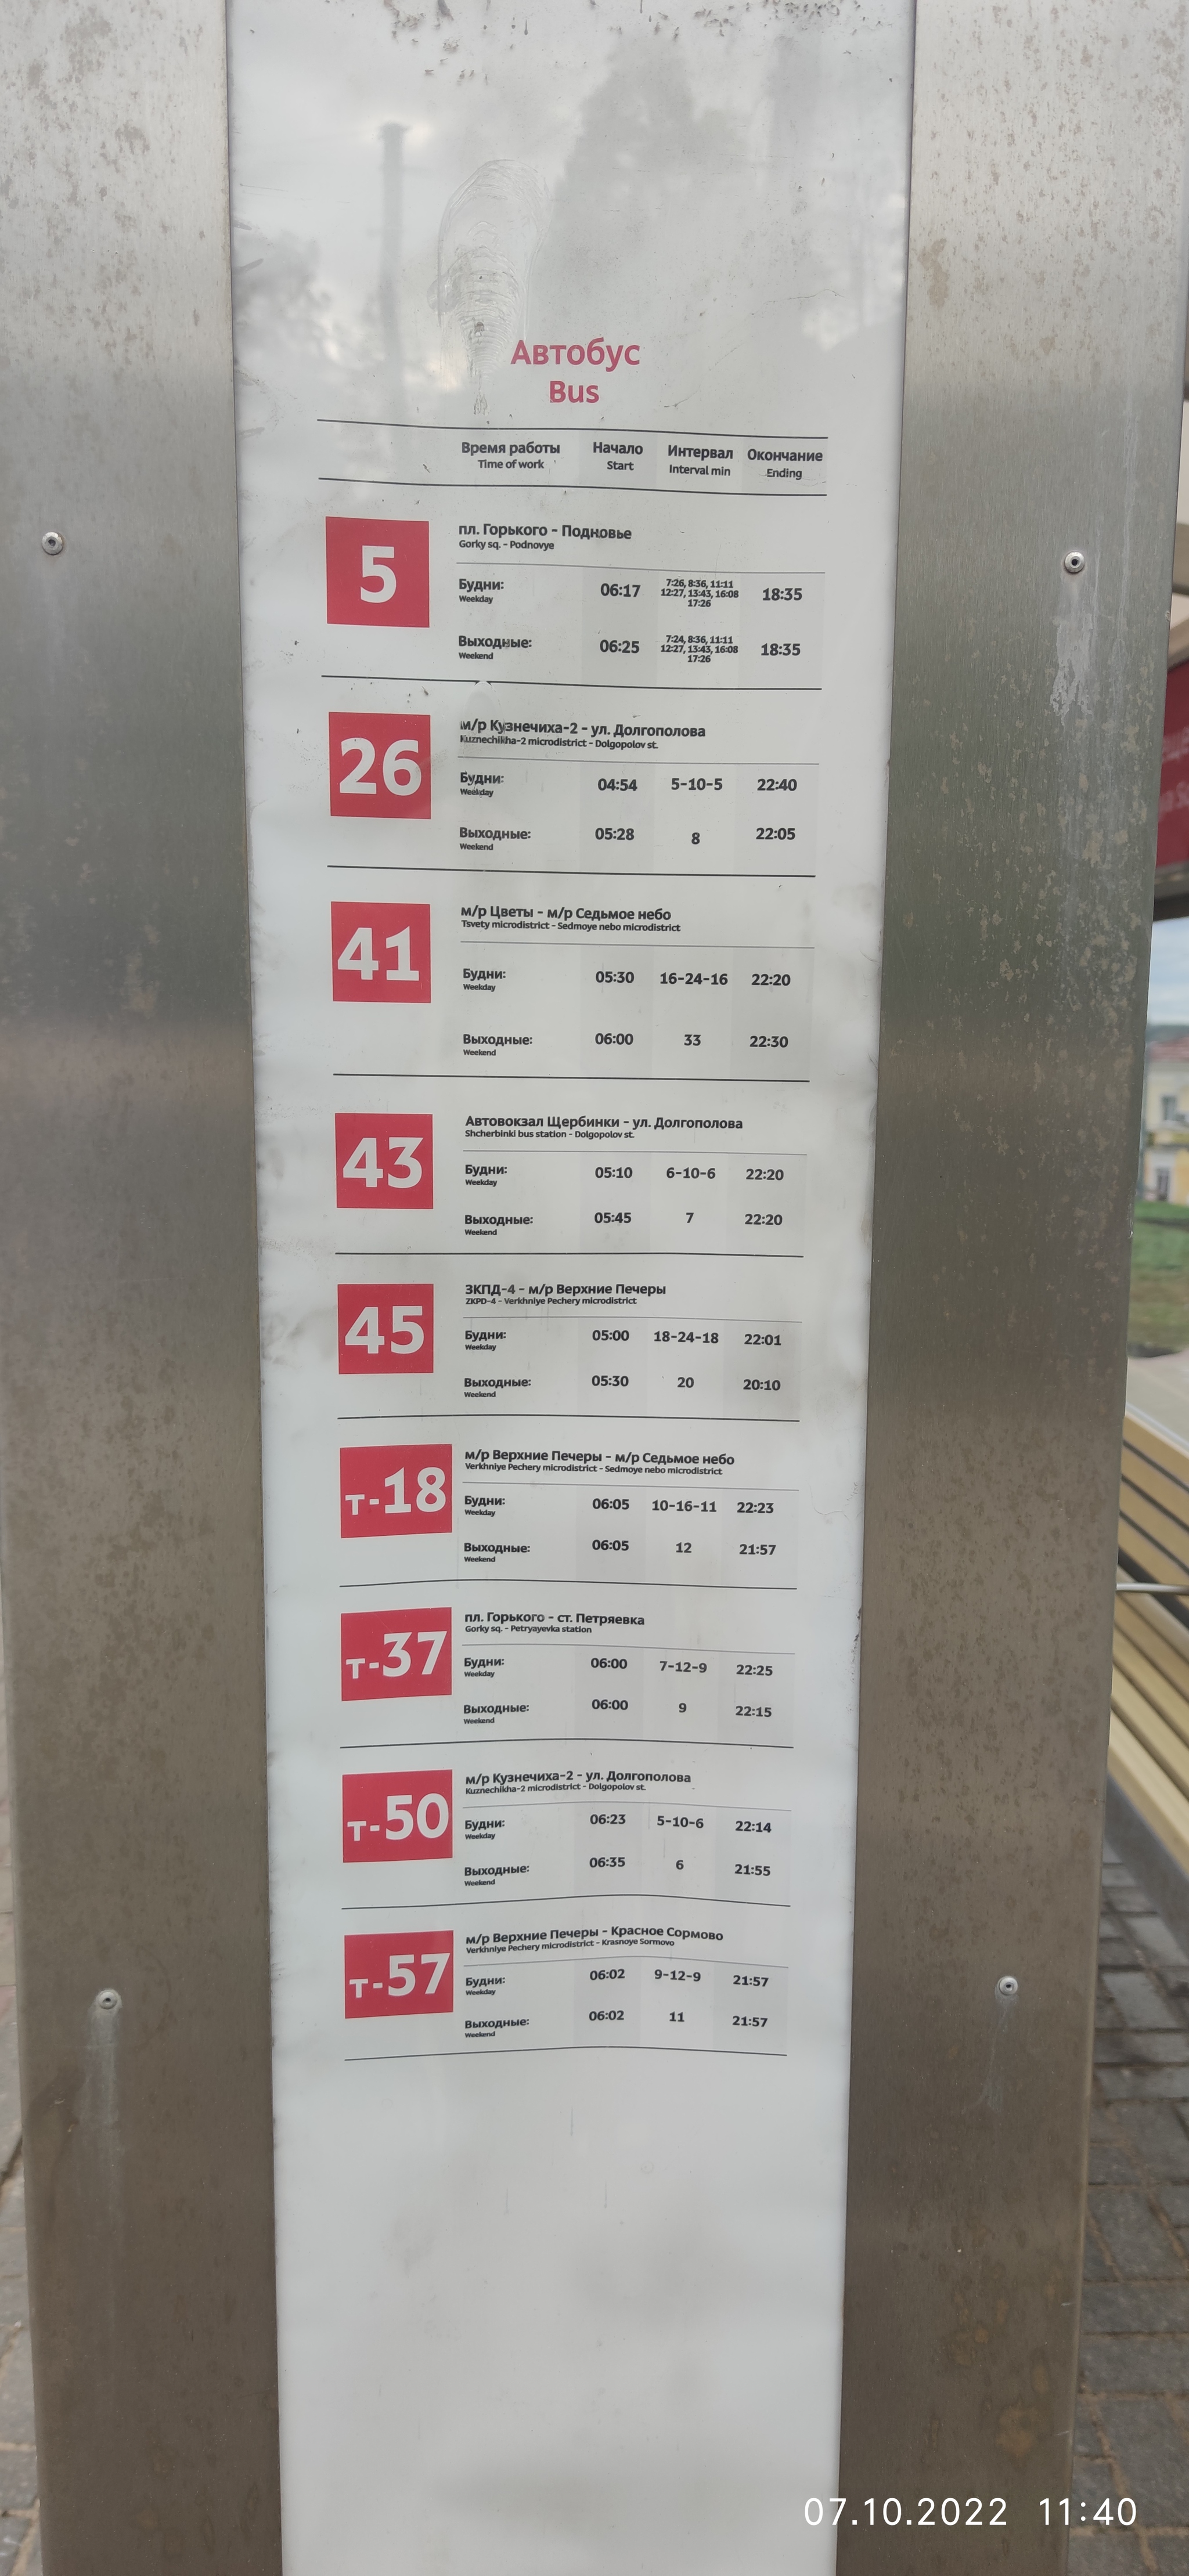 Автобус
Bus
Время работы Начало Интервал Окончание
Time of work Start Interval min Ending
5
пл. Горького - Подновье
Gorky sq. - Podnovye
Будни: 06:17 7:26, 8:36, 11:11 12:27, 13:43, 16:08 17:26 18:35
Weekday
Выходные: 06:25 7:24, 8:36, 11:11 12:27, 13:43, 16:08 17:26 18:35
Weekend
26
м/р Кузнечиха-2 - ул. Долгополова
Kuznechikha-2 microdistrict - Dolgopolov st.
Будни: 04:54 5-10-5 22:40
Weekday
Выходные: 05:28 8 22:05
Weekend
41
м/р Цветы - м/р Седьмое небо
Tsvety microdistrict - Sedmoye nebo microdistrict
Будни: 05:30 16-24-16 22:20
Weekday
Выходные: 06:00 33 22:30
Weekend
43
Автовокзал Щербинки - ул. Долгополова
Shcherbinki bus station - Dolgopolov st.
Будни: 05:10 6-10-6 22:20
Weekday
Выходные: 05:45 7 22:20
Weekend
45
ЗКПД-4 - м/р Верхние Печеры
ZKPD-4 - Verkhniye Pechery microdistrict
Будни: 05:00 18-24-18 22:01
Weekday
Выходные: 05:30 20 20:10
Weekend
т-18
м/р Верхние Печеры - м/р Седьмое небо
Verkhniye Pechery microdistrict - Sedmoye nebo microdistrict
Будни: 06:05 10-16-11 22:23
Weekday
Выходные: 06:05 12 21:57
Weekend
т-37
пл. Горького - ст. Петряевка
Gorky sq. - Petryayevka station
Будни: 06:00 7-12-9 22:25
Weekday
Выходные: 06:00 9 22:15
Weekend
т-50
м/р Кузнечиха-2 - ул. Долгополова
Kuznechikha-2 microdistrict - Dolgopolov st.
Будни: 06:23 5-10-6 22:14
Weekday
Выходные: 06:35 6 21:55
Weekend
т-57
м/р Верхние Печеры - Красное Сормово
Verkhniye Pechery microdistrict - Krasnoye Sormovo
Будни: 06:02 9-12-9 21:57
Weekday
Выходные: 06:02 11 21:57
Weekend
07.10.2022 11:40